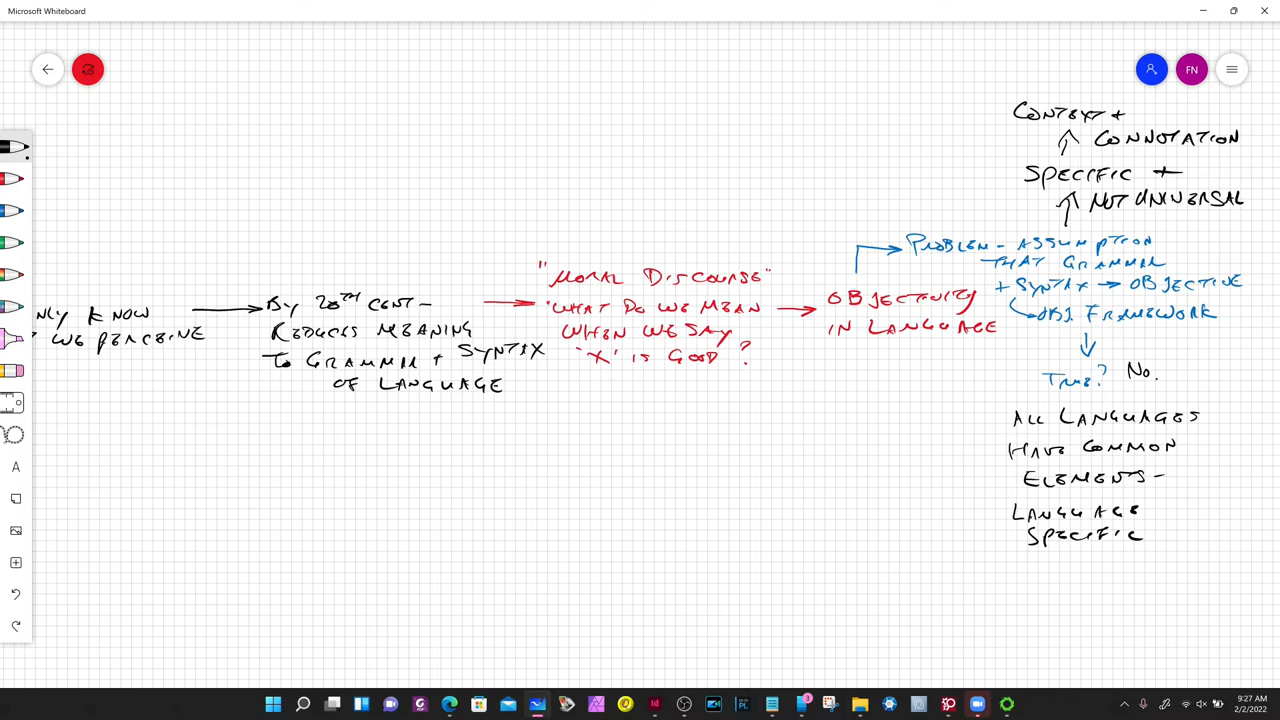 Microsoft Whiteboard
FN
NLY KNOW
WE PERCEIVE
BY 20TH CENT -
REDUCES MEANING
TO GRAMMAR + SYNTAX
OF LANGUAGE
"MORAL DISCOURSE"
"WHAT DO WE MEAN
WHEN WE SAY
'X' IS GOOD?
OBJECTIVITY
IN LANGUAGE
CONTEXT +
CONNOTATION
SPECIFIC +
NOT UNIVERSAL
PROBLEM - ASSUMPTION
THAT GRAMMAR
+ SYNTAX → OBJECTIVE
OBJ. FRAMEWORK
TRUE? NO.
ALL LANGUAGES
HAVE COMMON
ELEMENTS -
LANGUAGE
SPECIFIC
9:27 AM
2/2/2022